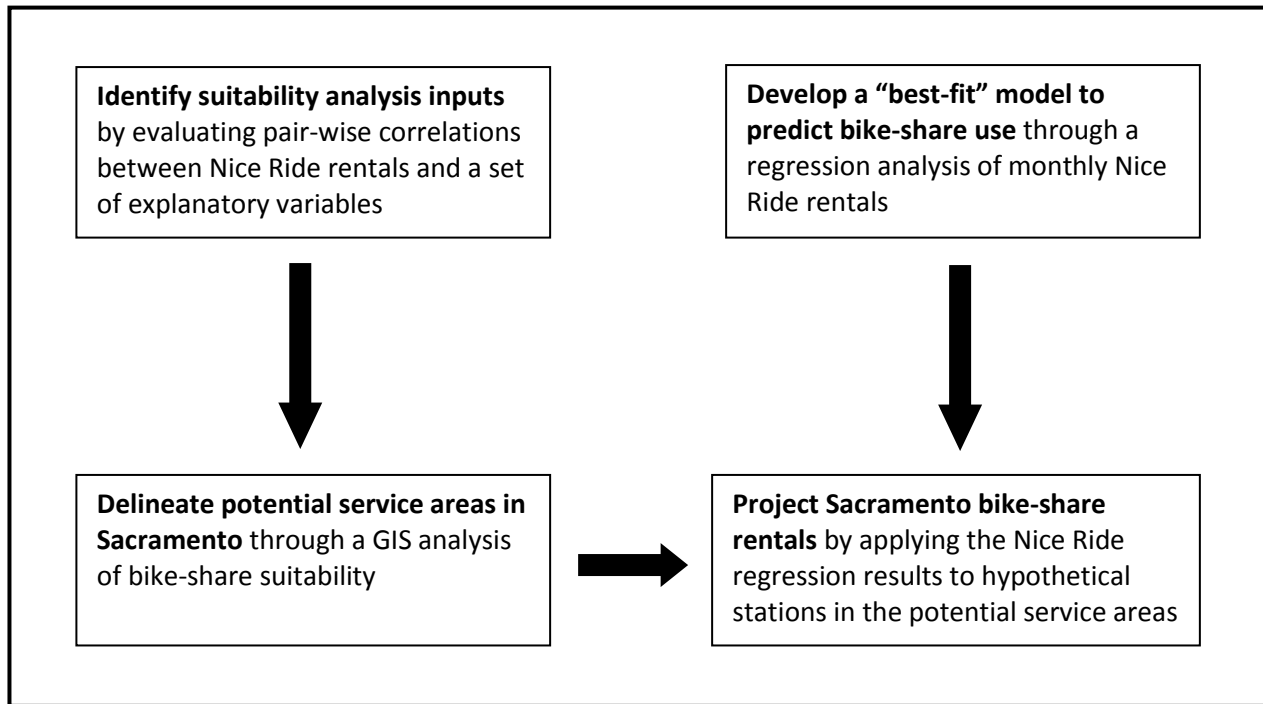 Identify suitability analysis inputs
by evaluating pair-wise correlations
between Nice Ride rentals and a set
of explanatory variables
Develop a “best-fit” model to
predict bike-share use through a
regression analysis of monthly Nice
Ride rentals
Delineate potential service areas in
Sacramento through a GIS analysis
of bike-share suitability
Project Sacramento bike-share
rentals by applying the Nice Ride
regression results to hypothetical
stations in the potential service areas